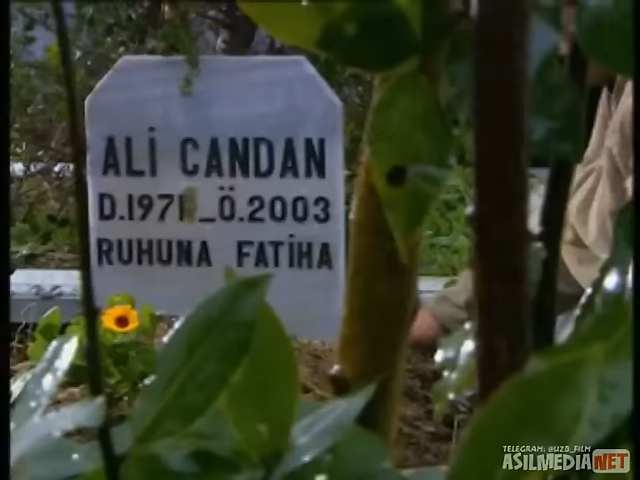 ALİ CANDAN
D.1971_Ö.2003
RUHUNA FATİHA
TELEGRAM: @UZB_FILM
ASILMEDIA.NET